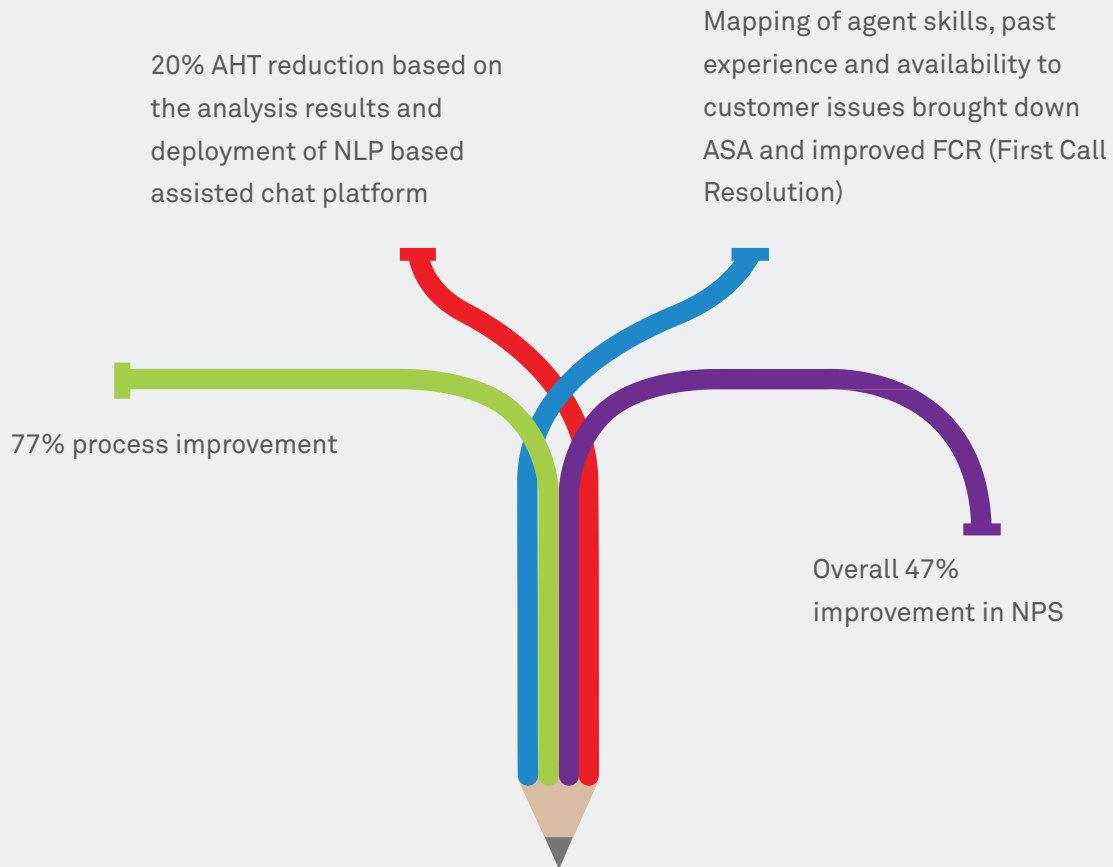 20% AHT reduction based on
the analysis results and
deployment of NLP based
assisted chat platform
Mapping of agent skills, past
experience and availability to
customer issues brought down
ASA and improved FCR (First Call
Resolution)
77% process improvement
Overall 47%
improvement in NPS